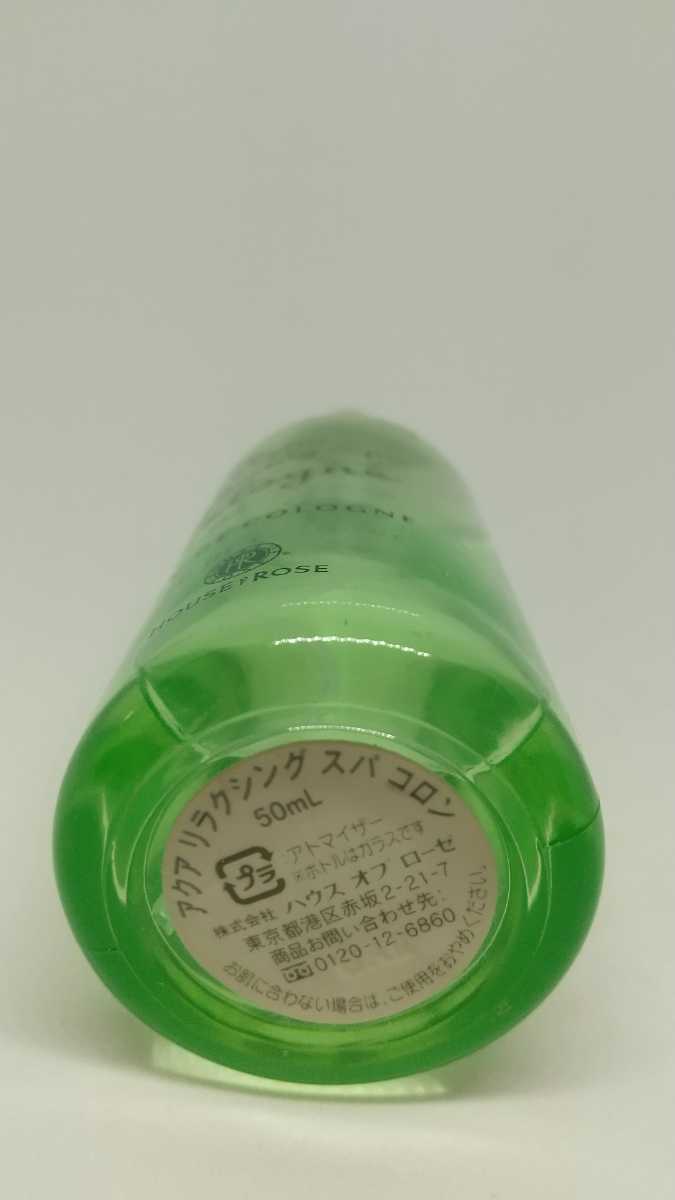 COLOGNE
HR
®
HOUSE OF ROSE
アクア リラクシング スパ コロン
50mL
プラ
:アトマイザー
※ボトルはガラスです
株式会社 ハウス オブ ローゼ
東京都港区赤坂2-21-7
商品お問い合わせ先:
0120-12-6860
お肌に合わない場合は、ご使用をおやめください。